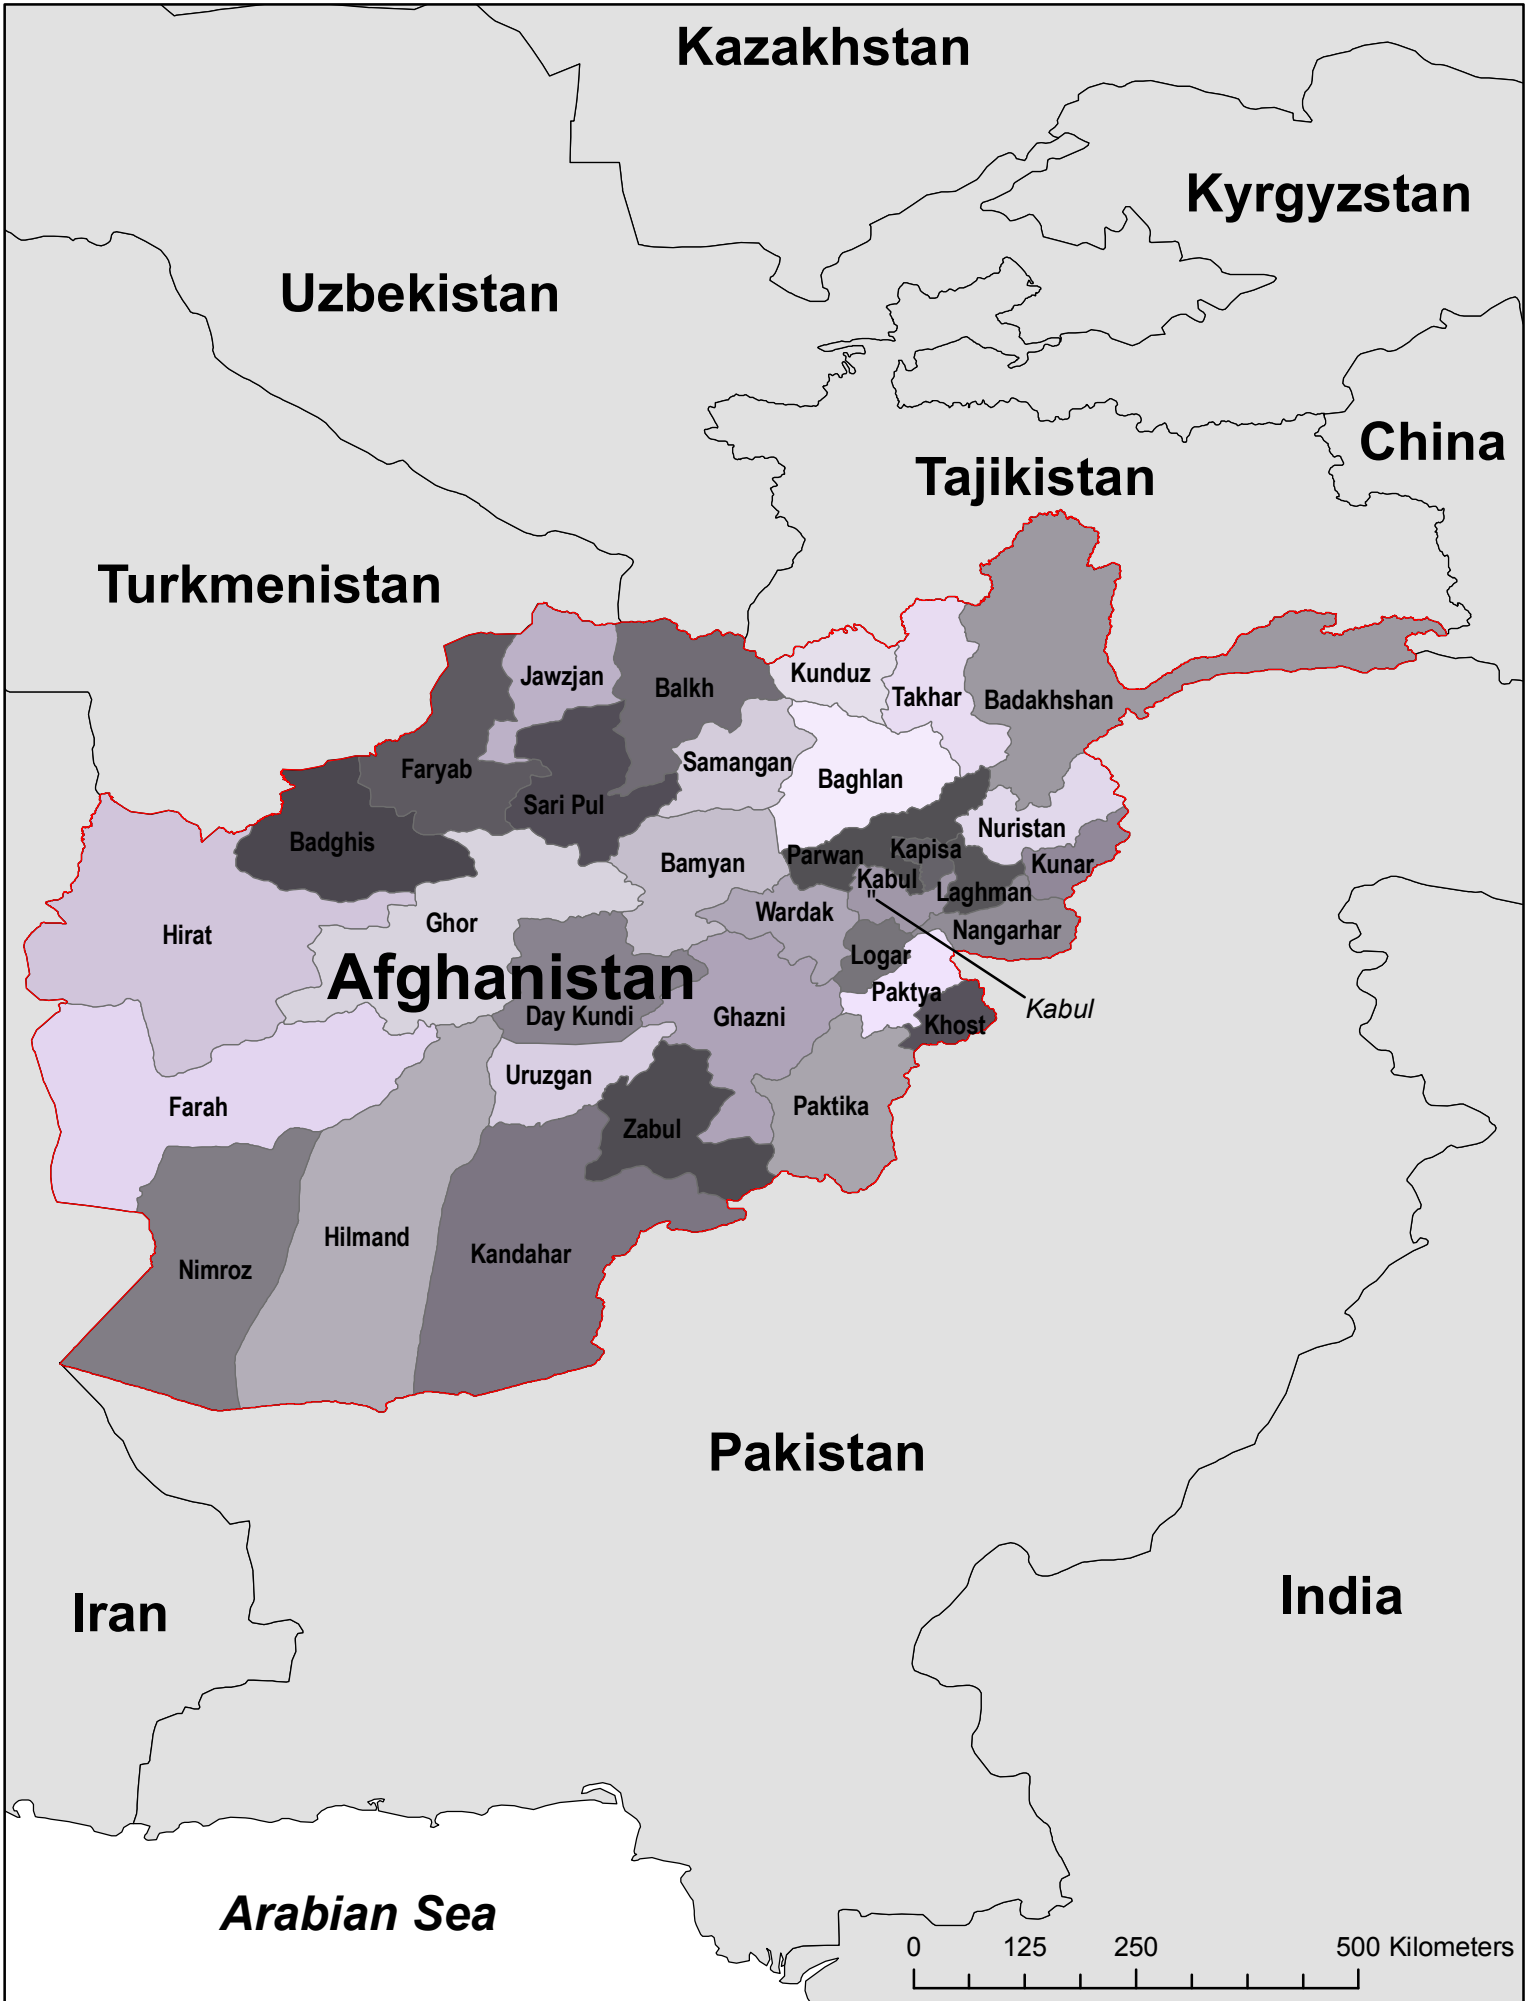 Kazakhstan
Kyrgyzstan
Uzbekistan
China
Tajikistan
Turkmenistan
Jawzjan
Balkh
Kunduz
Takhar
Badakhshan
Faryab
Samangan
Baghlan
Sari Pul
Badghis
Nuristan
Parwan
Kapisa
Bamyan
Kunar
Kabul
"
Laghman
Wardak
Ghor
Hirat
Nangarhar
Logar
Afghanistan
Paktya
Kabul
Day Kundi
Ghazni
Khost
Uruzgan
Farah
Paktika
Zabul
Hilmand
Kandahar
Nimroz
Pakistan
Iran
India
Arabian Sea
0 125 250 500 Kilometers